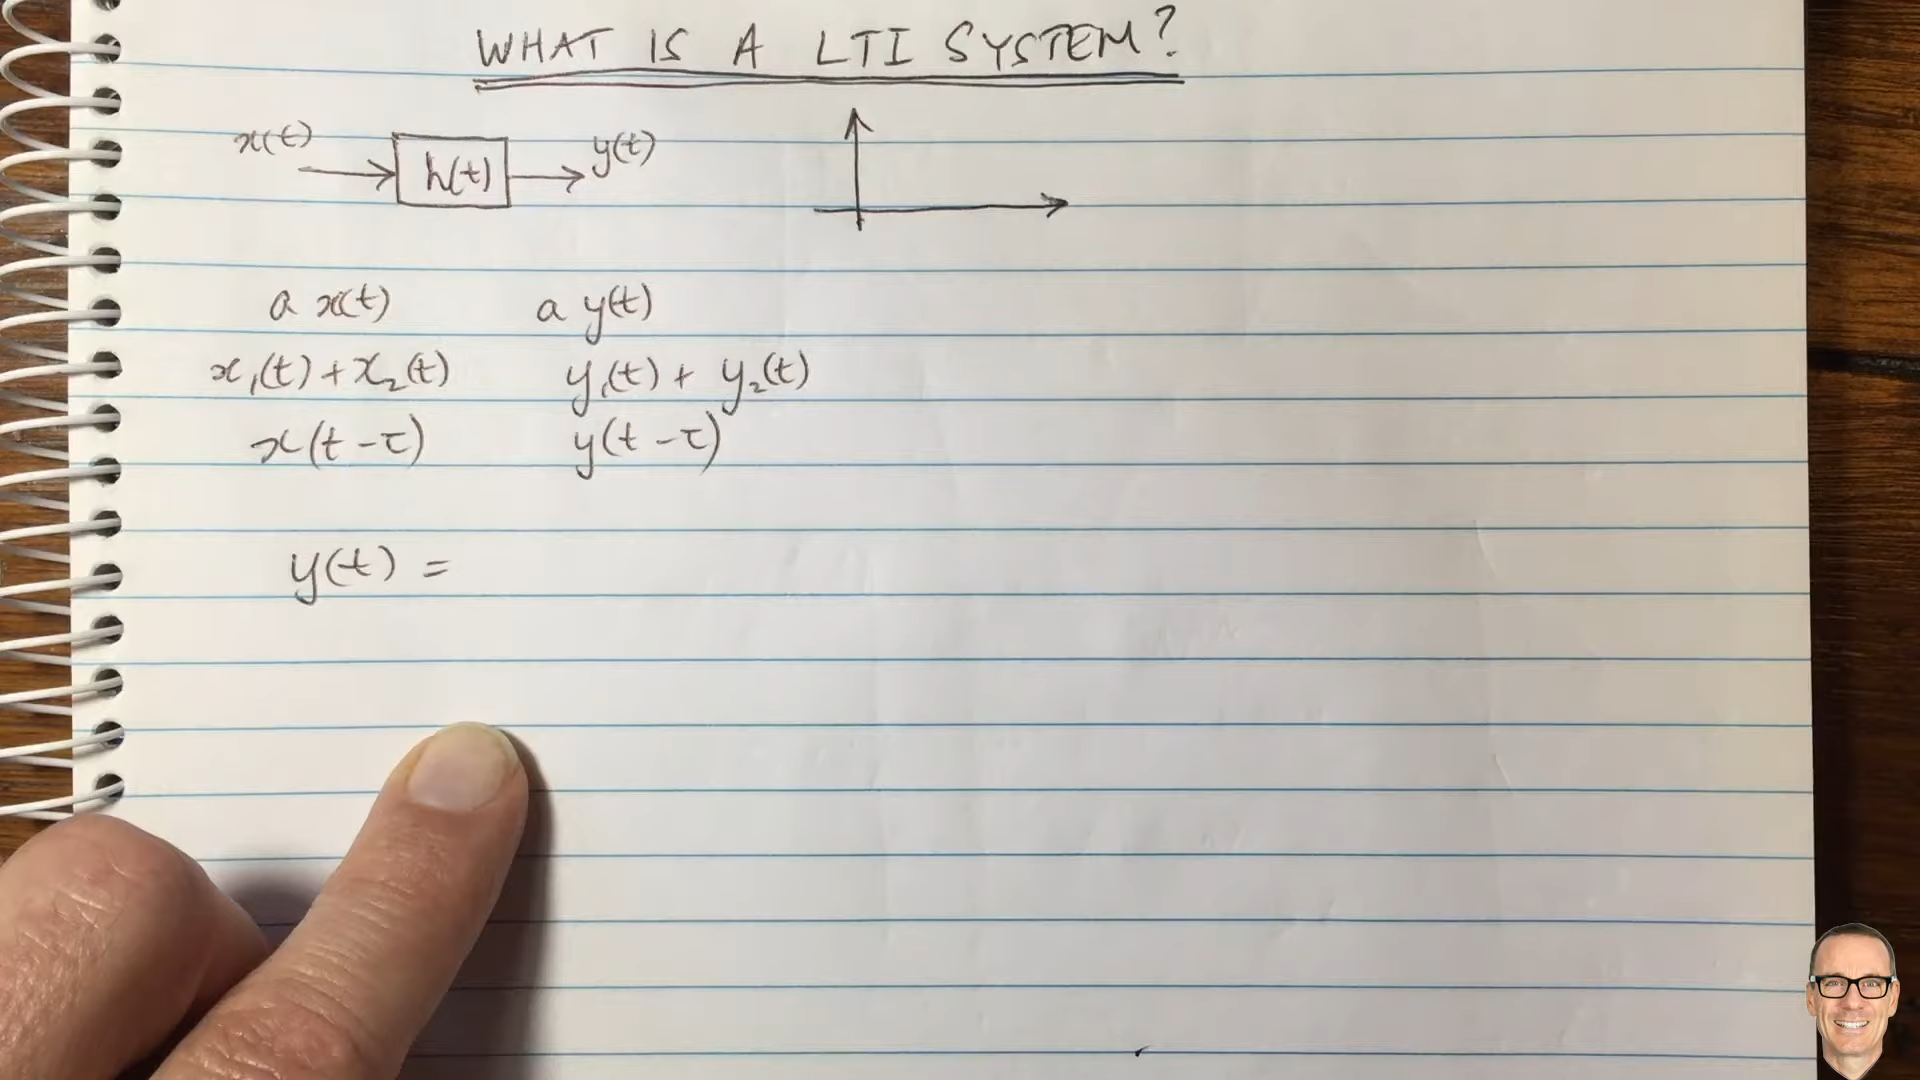 WHAT IS A LTI SYSTEM?
x(t) h(t) y(t)
a x(t) a y(t)
x₁(t)+x₂(t) y₁(t) + y₂(t)
x(t-τ) y(t-τ)
y(t) =